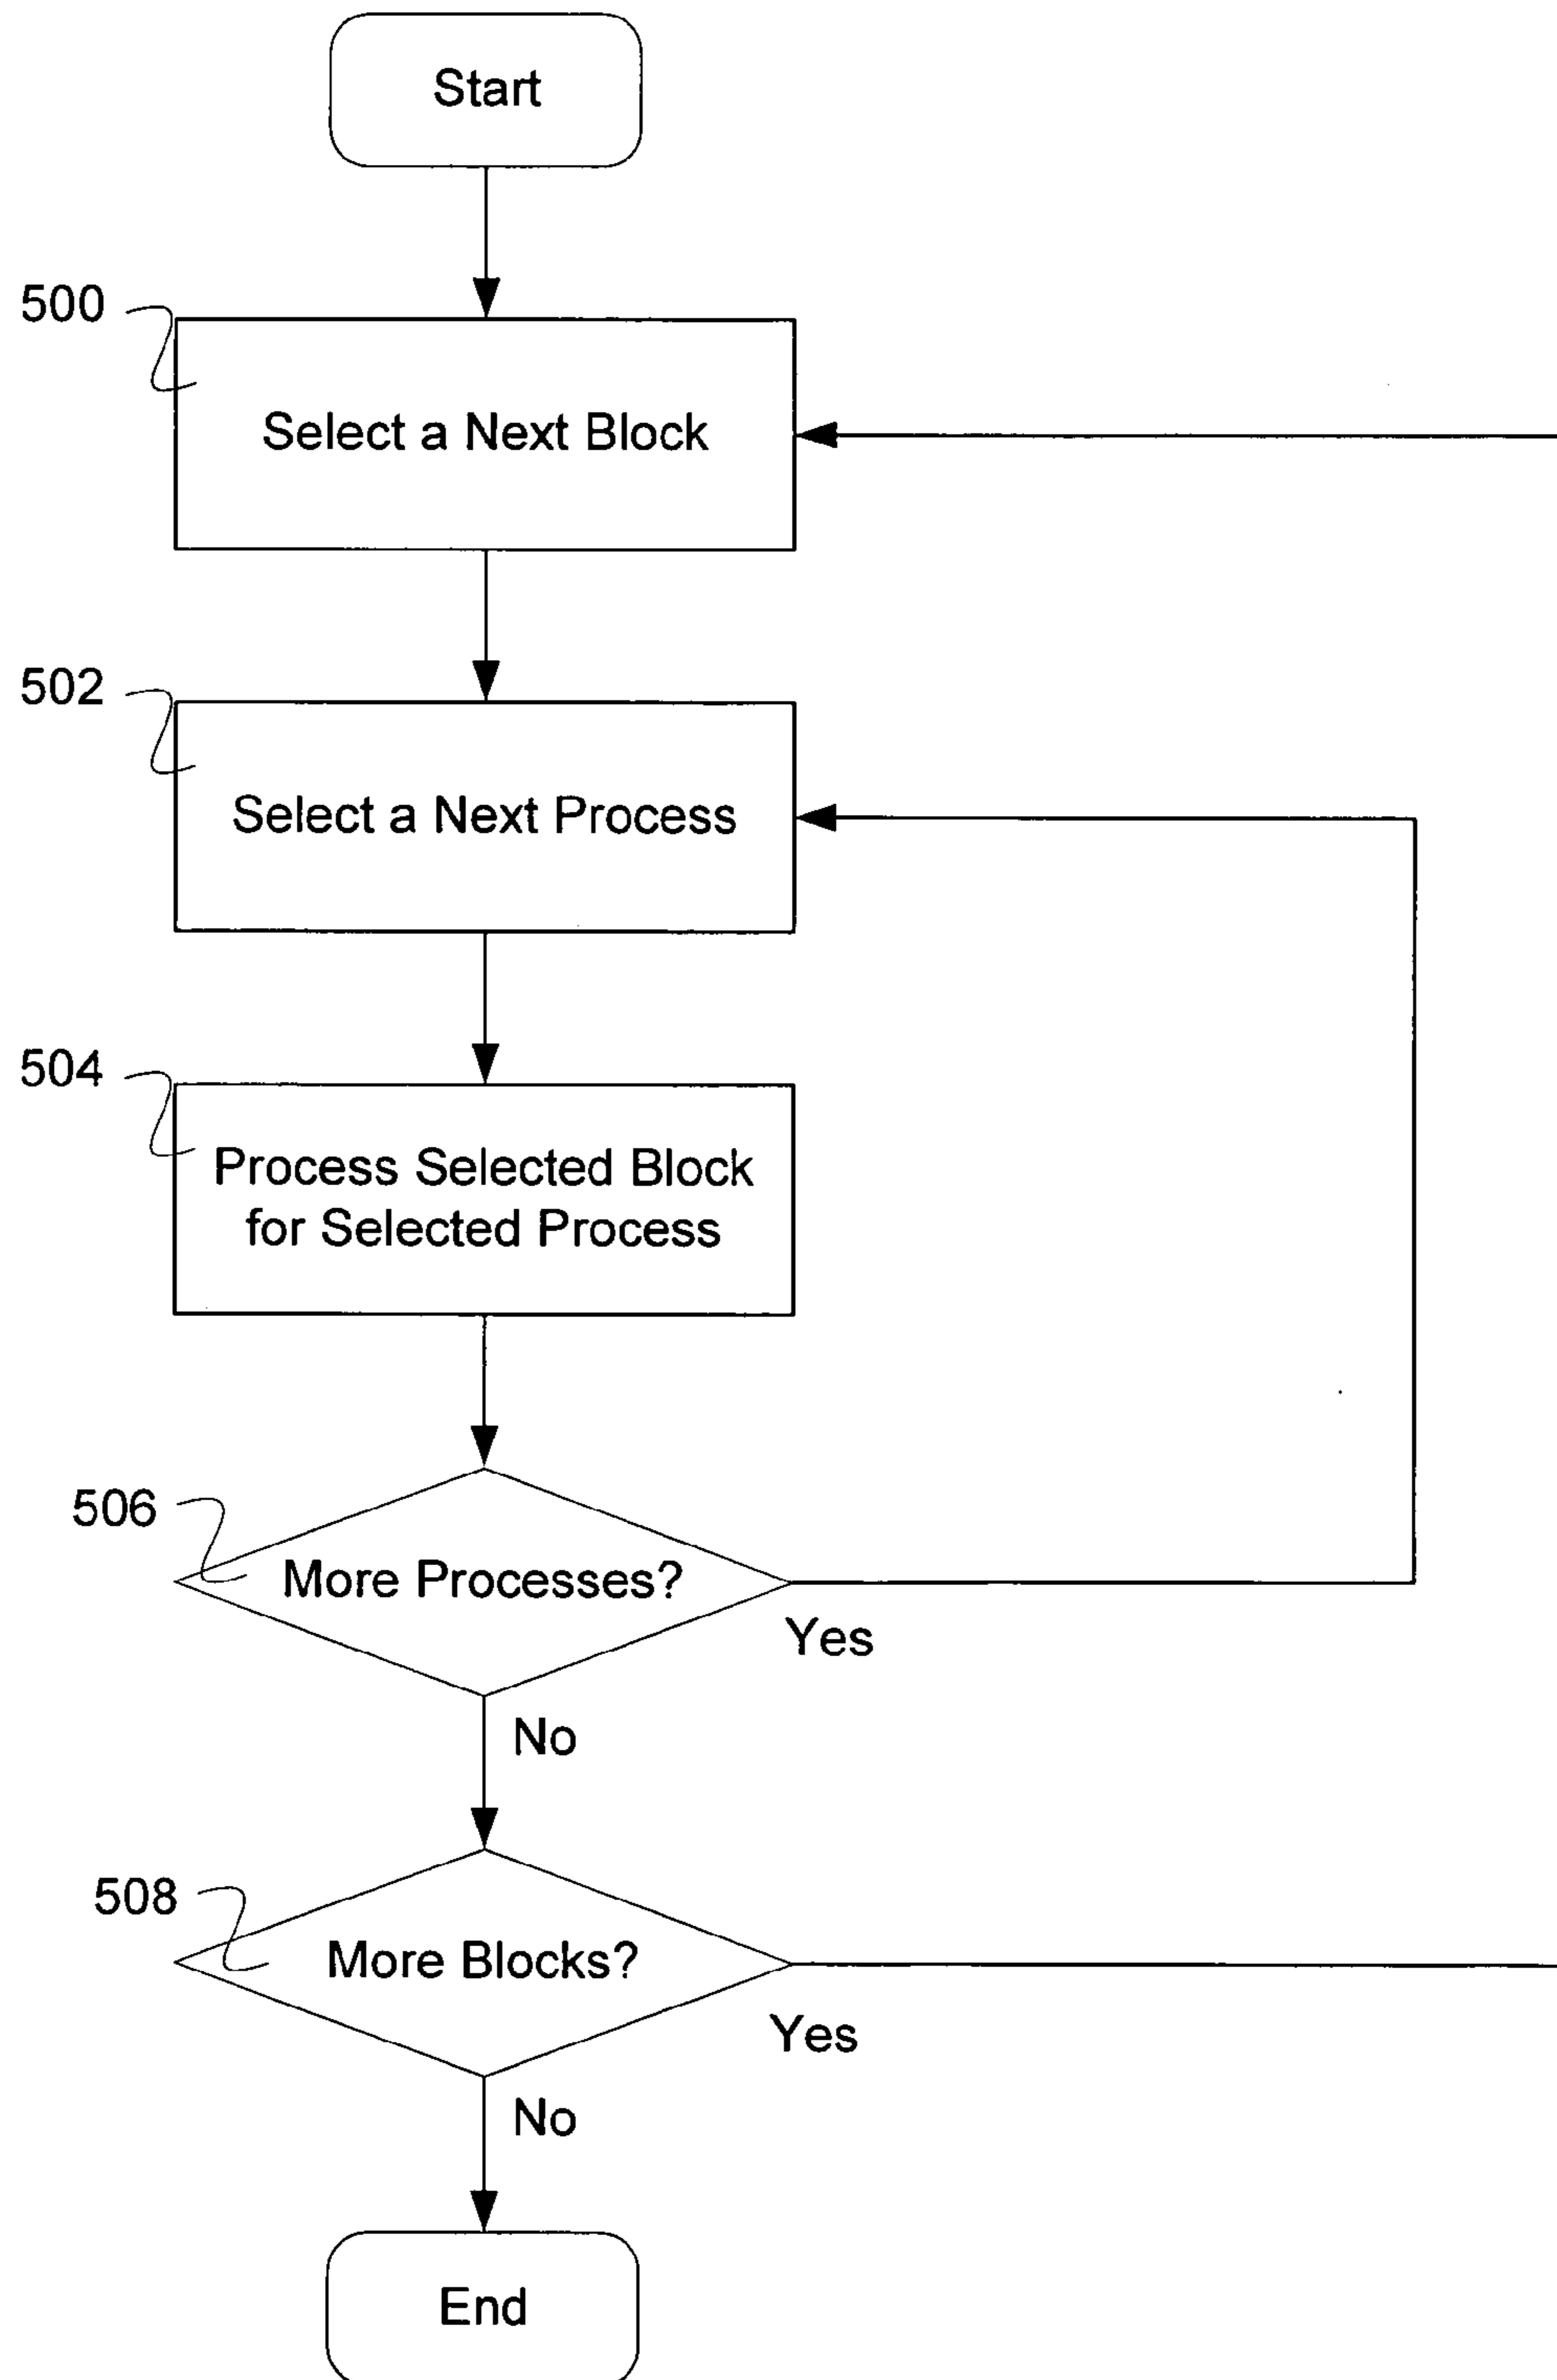 Start
500
Select a Next Block
502
Select a Next Process
504
Process Selected Block
for Selected Process
506
More Processes?
Yes
No
508
More Blocks?
Yes
No
End